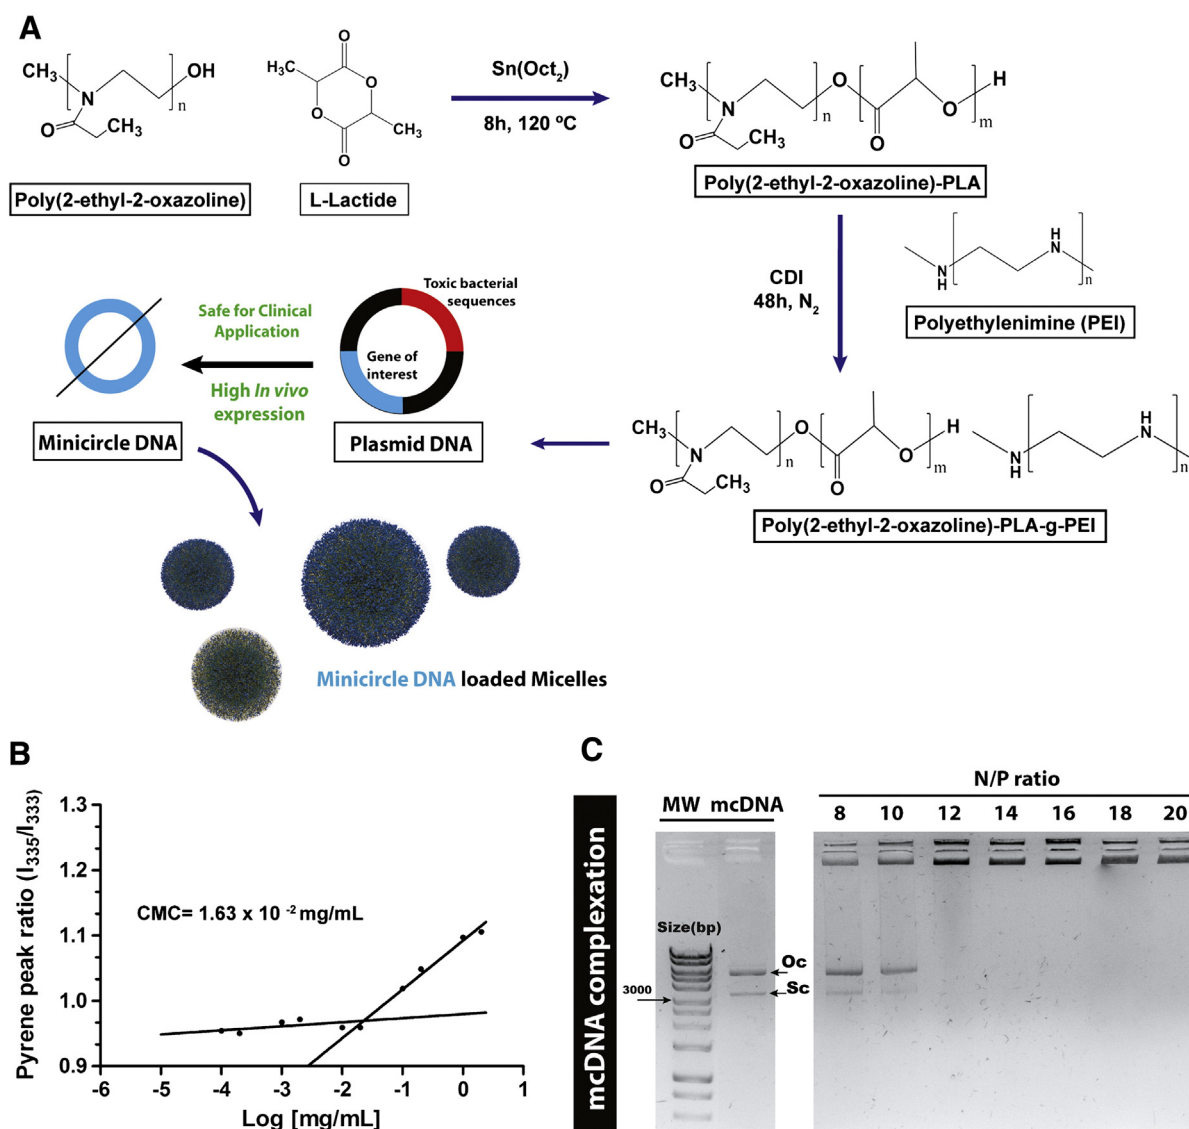 A
CH3
N
O
CH3
OH
n
O
H3C
O
O
CH3
O
Sn(Oct2)
8h, 120 ºC
CH3
N
O
CH3
n
O
O
O
H
m
Poly(2-ethyl-2-oxazoline)
L-Lactide
Poly(2-ethyl-2-oxazoline)-PLA
CDI
48h, N2
H
N
N
H
n
Polyethylenimine (PEI)
Safe for Clinical
Application
High In vivo
expression
Toxic bacterial
sequences
Gene of
interest
Minicircle DNA
Plasmid DNA
CH3
N
O
CH3
n
O
O
O
H
m
N
H
H
N
n
Poly(2-ethyl-2-oxazoline)-PLA-g-PEI
Minicircle DNA loaded Micelles
B
Pyrene peak ratio (I335/I333)
1.3
1.2
1.1
1.0
0.9
CMC= 1.63 x 10 -2 mg/mL
-6 -5 -4 -3 -2 -1 0 1
Log [mg/mL]
C
mcDNA complexation
MW mcDNA
N/P ratio
8 10 12 14 16 18 20
Size(bp)
3000
Oc
Sc